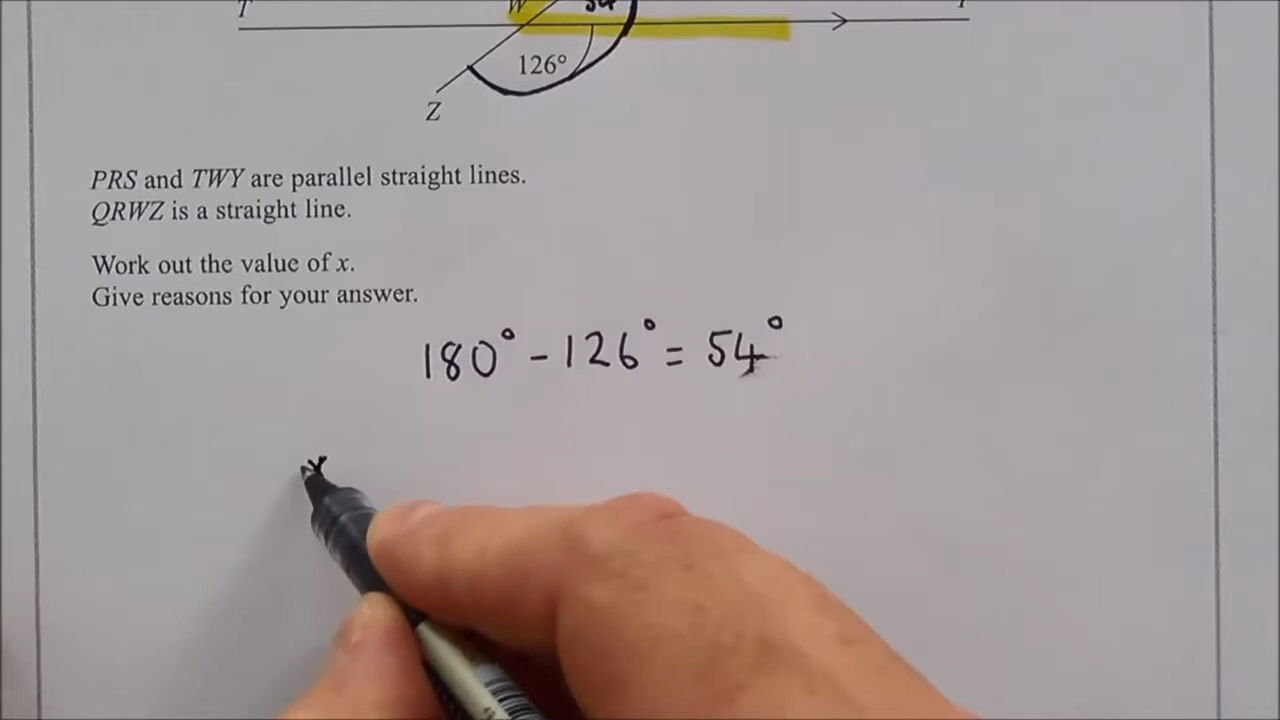 T W 54
126°
Z
PRS and TWY are parallel straight lines.
QRWZ is a straight line.
Work out the value of x.
Give reasons for your answer.
180° - 126° = 54°
x